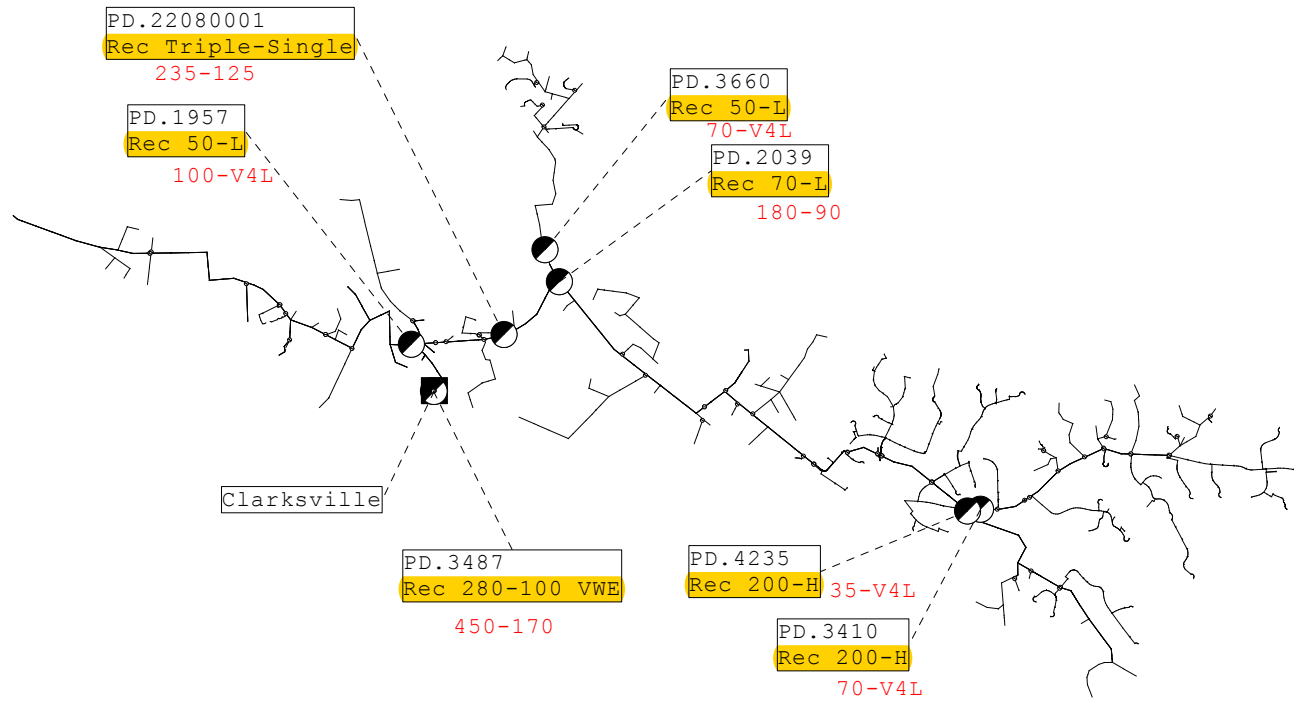 PD.22080001
Rec Triple-Single
235-125
PD.1957
Rec 50-L
100-V4L
PD.3660
Rec 50-L
70-V4L
PD.2039
Rec 70-L
180-90
Clarksville
PD.3487
Rec 280-100 VWE
450-170
PD.4235
Rec 200-H
35-V4L
PD.3410
Rec 200-H
70-V4L